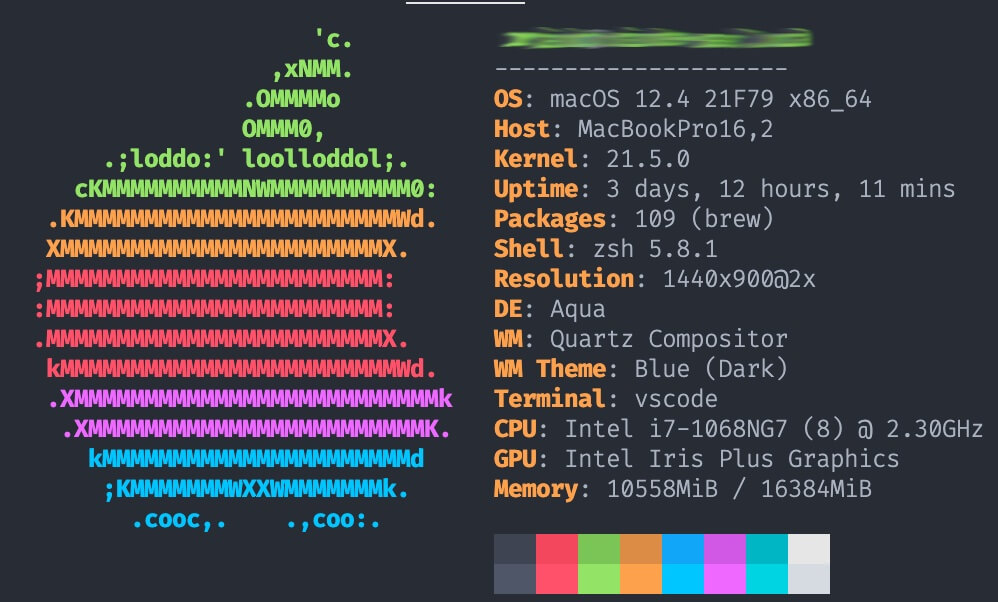 'c.
,xNMM.
.OMMMMo
OMMM0,
.;loddo:' loolloddol;.
cKMMMMMMMMMMNWMMMMMMMMMM0:
.KMMMMMMMMMMMMMMMMMMMMMMMWd.
XMMMMMMMMMMMMMMMMMMMMMMMX.
;MMMMMMMMMMMMMMMMMMMMMMMM:
:MMMMMMMMMMMMMMMMMMMMMMMM:
.MMMMMMMMMMMMMMMMMMMMMMMMX.
kMMMMMMMMMMMMMMMMMMMMMMMMWd.
.XMMMMMMMMMMMMMMMMMMMMMMMMMMk
.XMMMMMMMMMMMMMMMMMMMMMMMMK.
kMMMMMMMMMMMMMMMMMMMMMMd
;KMMMMMMMWXXWMMMMMMMk.
.cooc,.    .,coo:.
---------------------
OS: macOS 12.4 21F79 x86_64
Host: MacBookPro16,2
Kernel: 21.5.0
Uptime: 3 days, 12 hours, 11 mins
Packages: 109 (brew)
Shell: zsh 5.8.1
Resolution: 1440x900@2x
DE: Aqua
WM: Quartz Compositor
WM Theme: Blue (Dark)
Terminal: vscode
CPU: Intel i7-1068NG7 (8) @ 2.30GHz
GPU: Intel Iris Plus Graphics
Memory: 10558MiB / 16384MiB